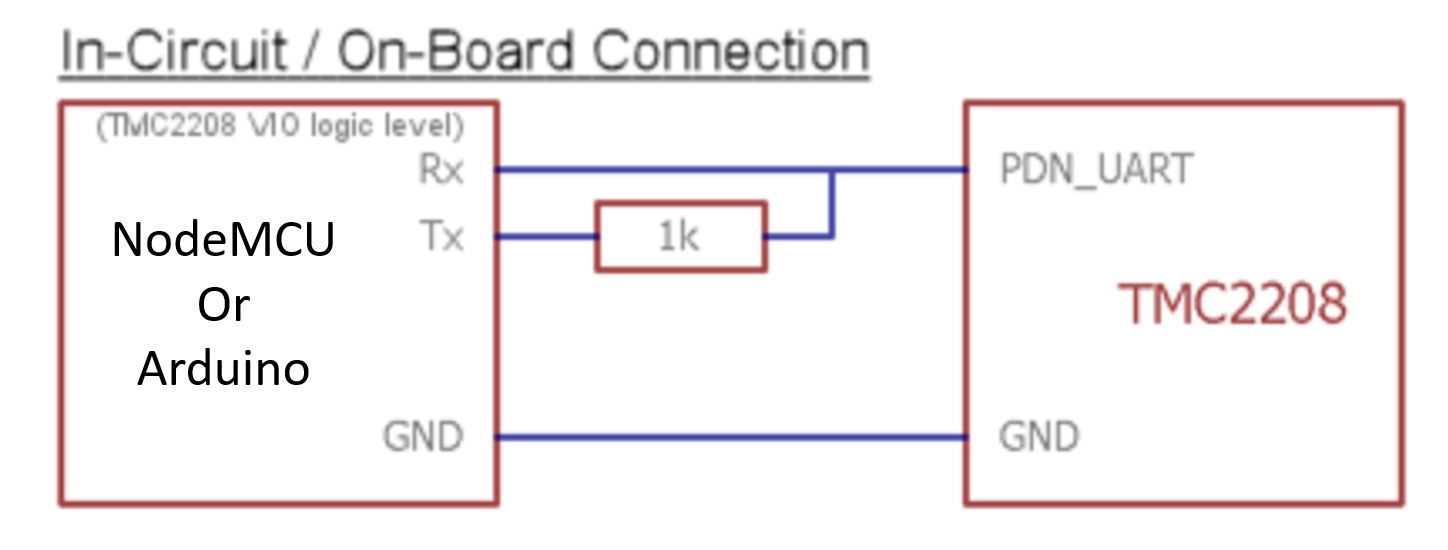 In-Circuit / On-Board Connection
(TMC2208 VIO logic level)
Rx
PDN_UART
NodeMCU
Tx
1k
Or
TMC2208
Arduino
GND
GND